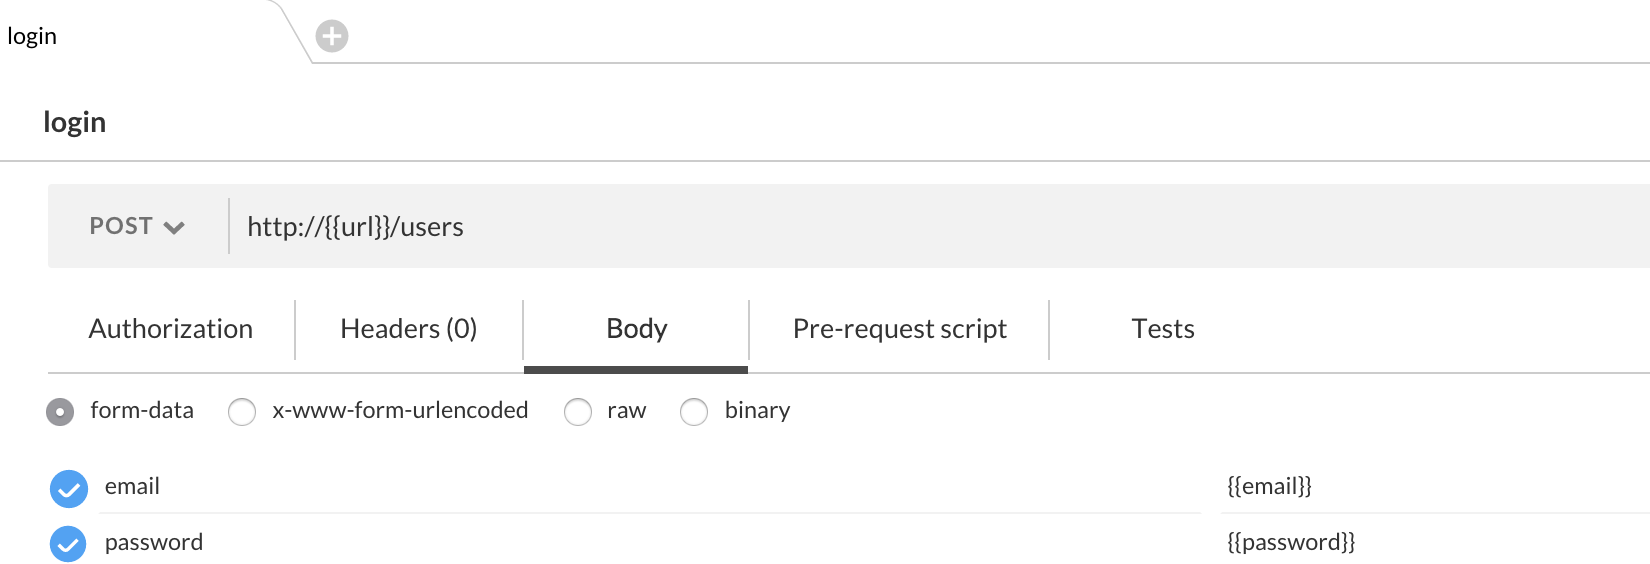 login
login
POST http://{{url}}/users
Authorization Headers (0) Body Pre-request script Tests
form-data x-www-form-urlencoded raw binary
email {{email}}
password {{password}}